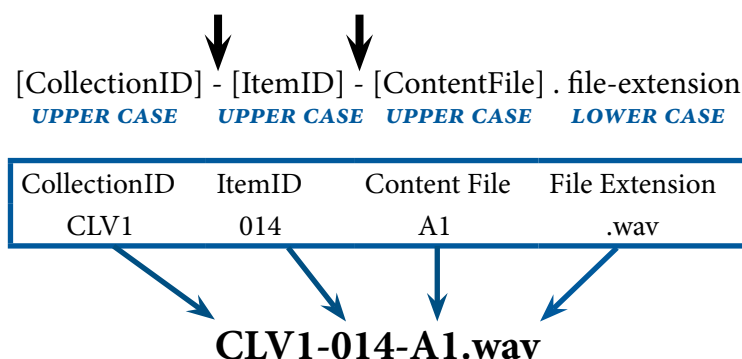 [CollectionID] - [ItemID] - [ContentFile] . file-extension
UPPER CASE UPPER CASE UPPER CASE LOWER CASE
CollectionID ItemID Content File File Extension
CLV1 014 A1 .wav
CLV1-014-A1.wav